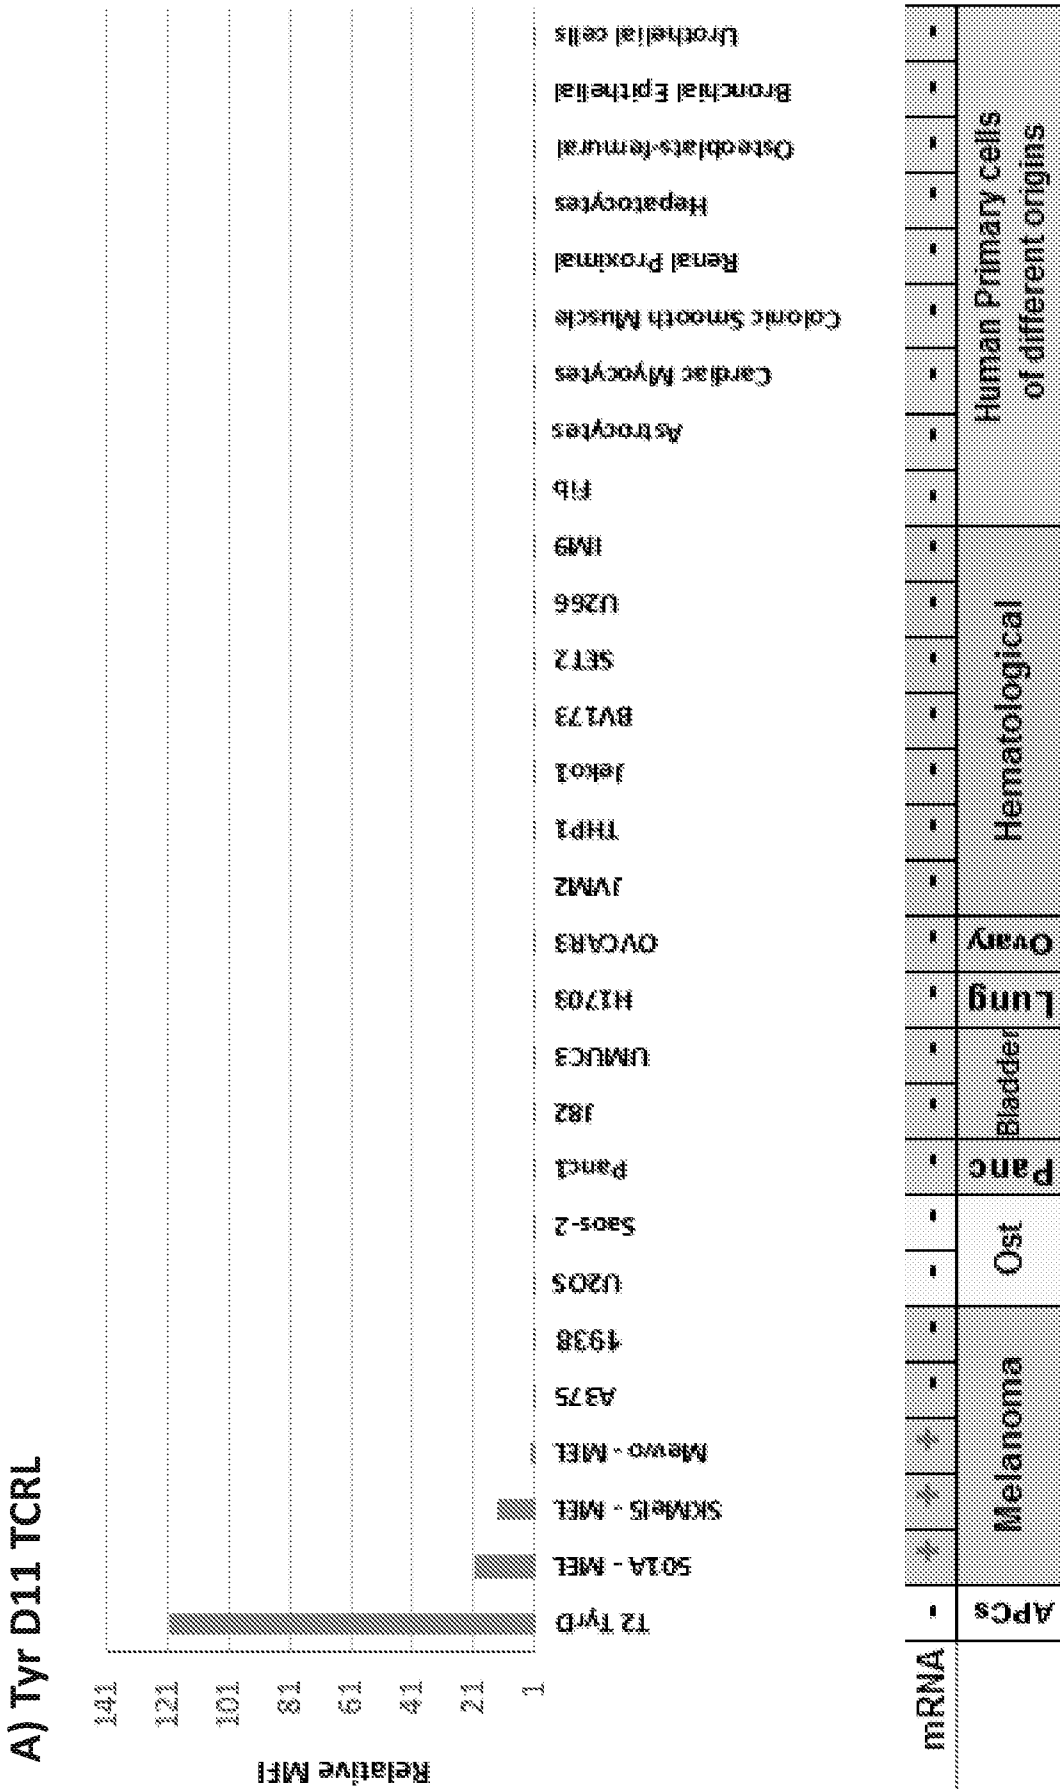 A) Tyr D11 TCRL
Relative MFI
141
121
101
81
61
41
21
1
T2 TyrD
501A - MEL
SKMel5 - MEL
Mewo - MEL
A375
1938
U2OS
Saos-2
Panc1
J82
UMUC3
H1703
OVCAR3
JVM2
THP1
Jeko1
BV173
SET2
U266
IM9
Fib
Astrocytes
Cardiac Myocytes
Colonic Smooth Muscle
Renal Proximal
Hepatocytes
Osteoblats-femural
Bronchial Epithelial
Urothelial cells
mRNA - + + + - - - - - - - - - - - - - - - - - - - - - - - - -
APCs
Melanoma
Ost
Panc
Bladder
Lung
Ovary
Hematological
Human Primary cells
of different origins